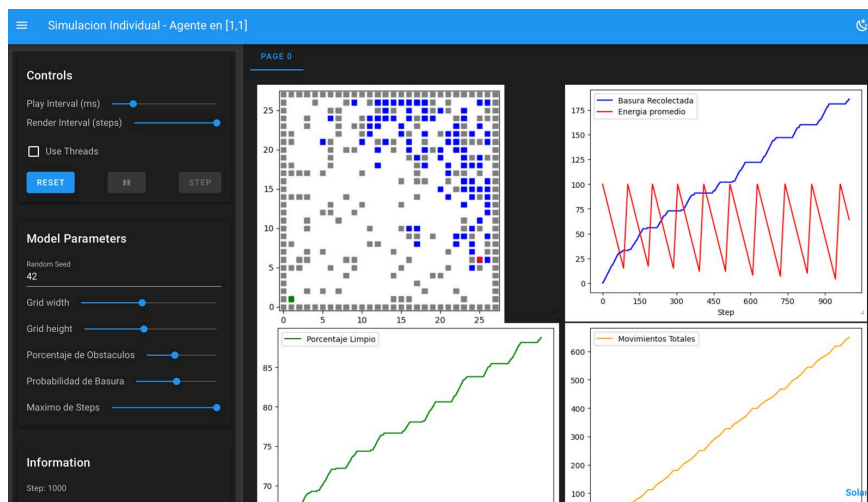 Simulacion Individual - Agente en [1,1]
Controls
Play Interval (ms)
Render Interval (steps)
Use Threads
RESET
STEP
Model Parameters
Random Seed
42
Grid width
Grid height
Porcentaje de Obstaculos
Probabilidad de Basura
Maximo de Steps
Information
Step: 1000
PAGE 0
25
20
15
10
5
0
0 5 10 15 20 25
Basura Recolectada
Energia promedio
175
150
125
100
75
50
25
0
0 150 300 450 600 750 900
Step
Porcentaje Limpio
85
80
75
70
Movimientos Totales
600
500
400
300
200
100
Solar